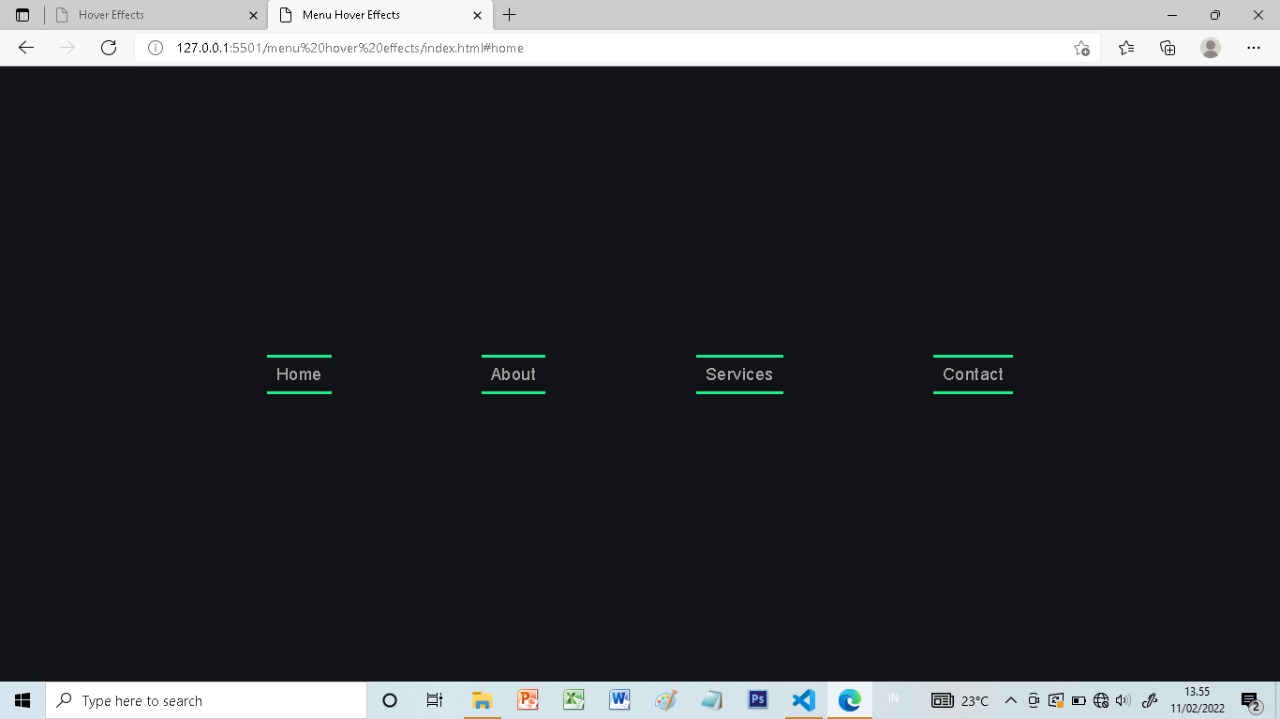 Hover Effects
Menu Hover Effects
127.0.0.1:5501/menu%20hover%20effects/index.html#home
Home
About
Services
Contact
Type here to search
IN
23°C
13.55
11/02/2022
2